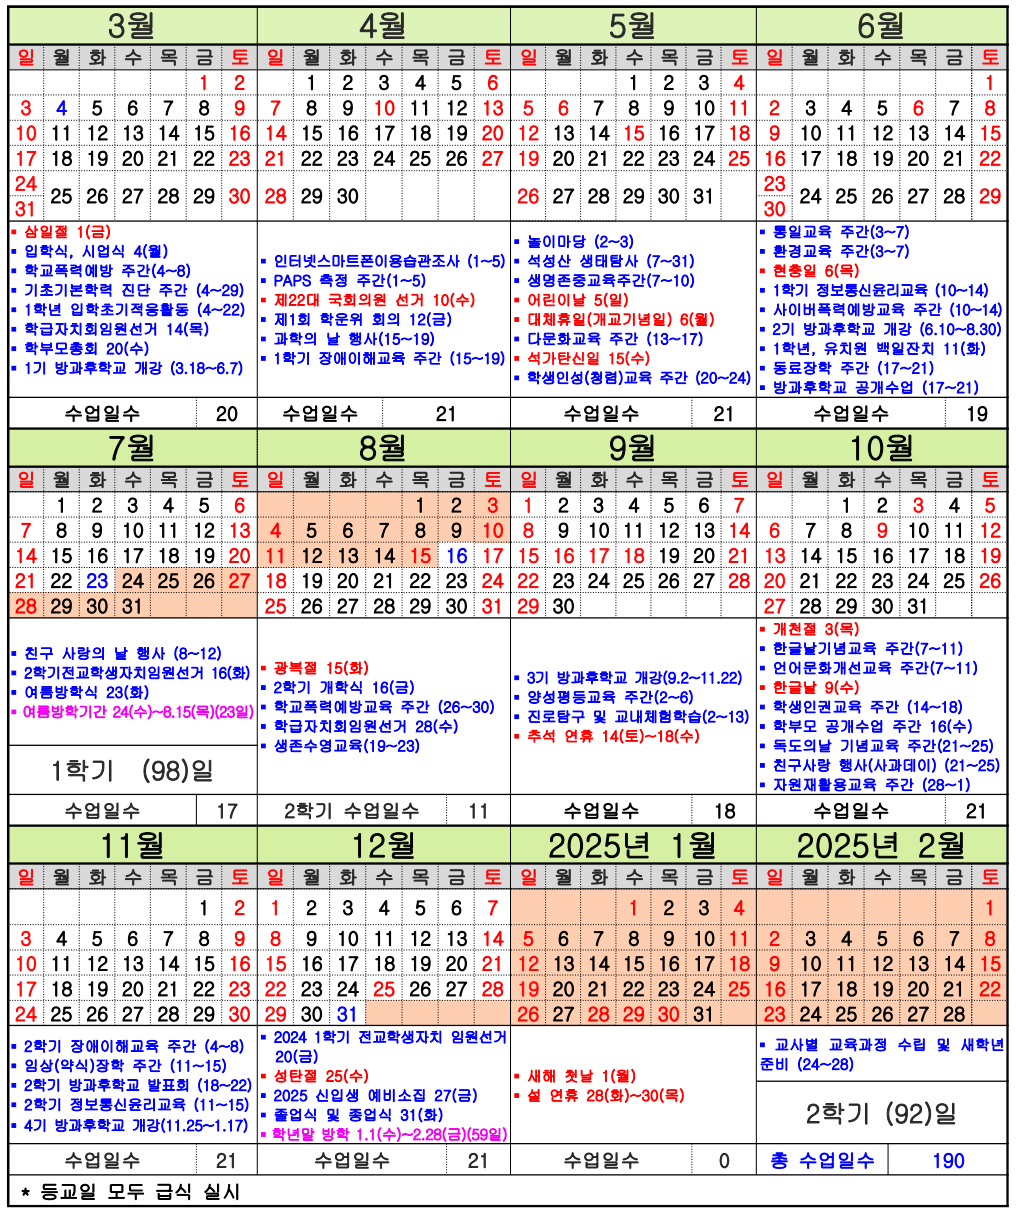 3월 4월 5월 6월
일 월 화 수 목 금 토 일 월 화 수 목 금 토 일 월 화 수 목 금 토 일 월 화 수 목 금 토
1 2 1 2 3 4 5 6 1 2 3 4 1
3 4 5 6 7 8 9 7 8 9 10 11 12 13 5 6 7 8 9 10 11 2 3 4 5 6 7 8
10 11 12 13 14 15 16 14 15 16 17 18 19 20 12 13 14 15 16 17 18 9 10 11 12 13 14 15
17 18 19 20 21 22 23 21 22 23 24 25 26 27 19 20 21 22 23 24 25 16 17 18 19 20 21 22
24 25 26 27 28 29 30 28 29 30 26 27 28 29 30 31 23 24 25 26 27 28 29
31 30
▪ 삼일절 1(금)
▪ 입학식, 시업식 4(월)
▪ 학교폭력예방 주간(4~8)
▪ 기초기본학력 진단 주간 (4~29)
▪ 1학년 입학초기적응활동 (4~22)
▪ 학급자치회임원선거 14(목)
▪ 학부모총회 20(수)
▪ 1기 방과후학교 개강 (3.18~6.7)
▪ 인터넷스마트폰이용습관조사 (1~5)
▪ PAPS 측정 주간(1~5)
▪ 제22대 국회의원 선거 10(수)
▪ 제1회 학운위 회의 12(금)
▪ 과학의 날 행사(15~19)
▪ 1학기 장애이해교육 주간 (15~19)
▪ 놀이마당 (2~3)
▪ 석성산 생태탐사 (7~31)
▪ 생명존중교육주간(7~10)
▪ 어린이날 5(일)
▪ 대체휴일(개교기념일) 6(월)
▪ 다문화교육 주간 (13~17)
▪ 석가탄신일 15(수)
▪ 학생인성(청렴)교육 주간 (20~24)
▪ 통일교육 주간(3~7)
▪ 환경교육 주간(3~7)
▪ 현충일 6(목)
▪ 1학기 정보통신윤리교육 (10~14)
▪ 사이버폭력예방교육 주간 (10~14)
▪ 2기 방과후학교 개강 (6.10~8.30)
▪ 1학년, 유치원 백일잔치 11(화)
▪ 동료장학 주간 (17~21)
▪ 방과후학교 공개수업 (17~21)
수업일수 20 수업일수 21 수업일수 21 수업일수 19
7월 8월 9월 10월
일 월 화 수 목 금 토 일 월 화 수 목 금 토 일 월 화 수 목 금 토 일 월 화 수 목 금 토
1 2 3 4 5 6 1 2 3 1 2 3 4 5 6 7 1 2 3 4 5
7 8 9 10 11 12 13 4 5 6 7 8 9 10 8 9 10 11 12 13 14 6 7 8 9 10 11 12
14 15 16 17 18 19 20 11 12 13 14 15 16 17 15 16 17 18 19 20 21 13 14 15 16 17 18 19
21 22 23 24 25 26 27 18 19 20 21 22 23 24 22 23 24 25 26 27 28 20 21 22 23 24 25 26
28 29 30 31 25 26 27 28 29 30 31 29 30 27 28 29 30 31
▪ 친구 사랑의 날 행사 (8~12)
▪ 2학기전교학생자치임원선거 16(화)
▪ 여름방학식 23(화)
▪ 여름방학기간 24(수)~8.15(목)(23일)
1학기 (98)일
▪ 광복절 15(화)
▪ 2학기 개학식 16(금)
▪ 학교폭력예방교육 주간 (26~30)
▪ 학급자치회임원선거 28(수)
▪ 생존수영교육(19~23)
▪ 3기 방과후학교 개강(9.2~11.22)
▪ 양성평등교육 주간(2~6)
▪ 진로탐구 및 교내체험학습(2~13)
▪ 추석 연휴 14(토)~18(수)
▪ 개천절 3(목)
▪ 한글날기념교육 주간(7~11)
▪ 언어문화개선교육 주간(7~11)
▪ 한글날 9(수)
▪ 학생인권교육 주간 (14~18)
▪ 학부모 공개수업 주간 16(수)
▪ 독도의날 기념교육 주간(21~25)
▪ 친구사랑 행사(사과데이) (21~25)
▪ 자원재활용교육 주간 (28~1)
수업일수 17 2학기 수업일수 11 수업일수 18 수업일수 21
11월 12월 2025년 1월 2025년 2월
일 월 화 수 목 금 토 일 월 화 수 목 금 토 일 월 화 수 목 금 토 일 월 화 수 목 금 토
1 2 1 2 3 4 5 6 7 1 2 3 4 1
3 4 5 6 7 8 9 8 9 10 11 12 13 14 5 6 7 8 9 10 11 2 3 4 5 6 7 8
10 11 12 13 14 15 16 15 16 17 18 19 20 21 12 13 14 15 16 17 18 9 10 11 12 13 14 15
17 18 19 20 21 22 23 22 23 24 25 26 27 28 19 20 21 22 23 24 25 16 17 18 19 20 21 22
24 25 26 27 28 29 30 29 30 31 26 27 28 29 30 31 23 24 25 26 27 28
▪ 2학기 장애이해교육 주간 (4~8)
▪ 임상(약식)장학 주간 (11~15)
▪ 2학기 방과후학교 발표회 (18~22)
▪ 2학기 정보통신윤리교육 (11~15)
▪ 4기 방과후학교 개강(11.25~1.17)
▪ 2024 1학기 전교학생자치 임원선거
20(금)
▪ 성탄절 25(수)
▪ 2025 신입생 예비소집 27(금)
▪ 졸업식 및 종업식 31(화)
▪ 학년말 방학 1.1(수)~2.28(금)(59일)
▪ 새해 첫날 1(월)
▪ 설 연휴 28(화)~30(목)
▪ 교사별 교육과정 수립 및 새학년
준비 (24~28)
2학기 (92)일
수업일수 21 수업일수 21 수업일수 0 총 수업일수 190
* 등교일 모두 급식 실시